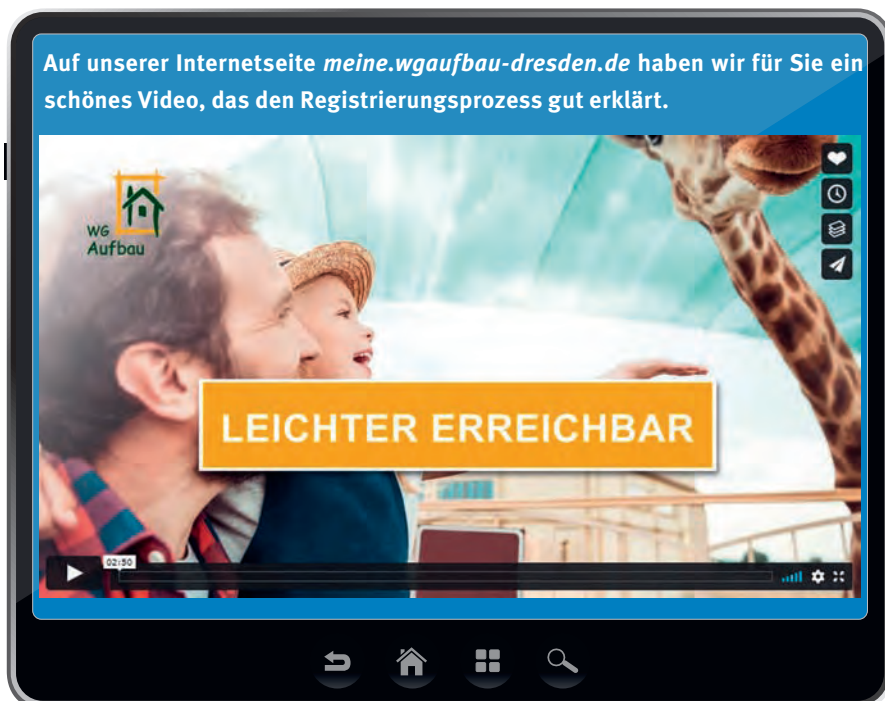 Auf unserer Internetseite meine.wgaufbau-dresden.de haben wir für Sie ein
schönes Video, das den Registrierungsprozess gut erklärt.
WG
Aufbau
LEICHTER ERREICHBAR
02:50